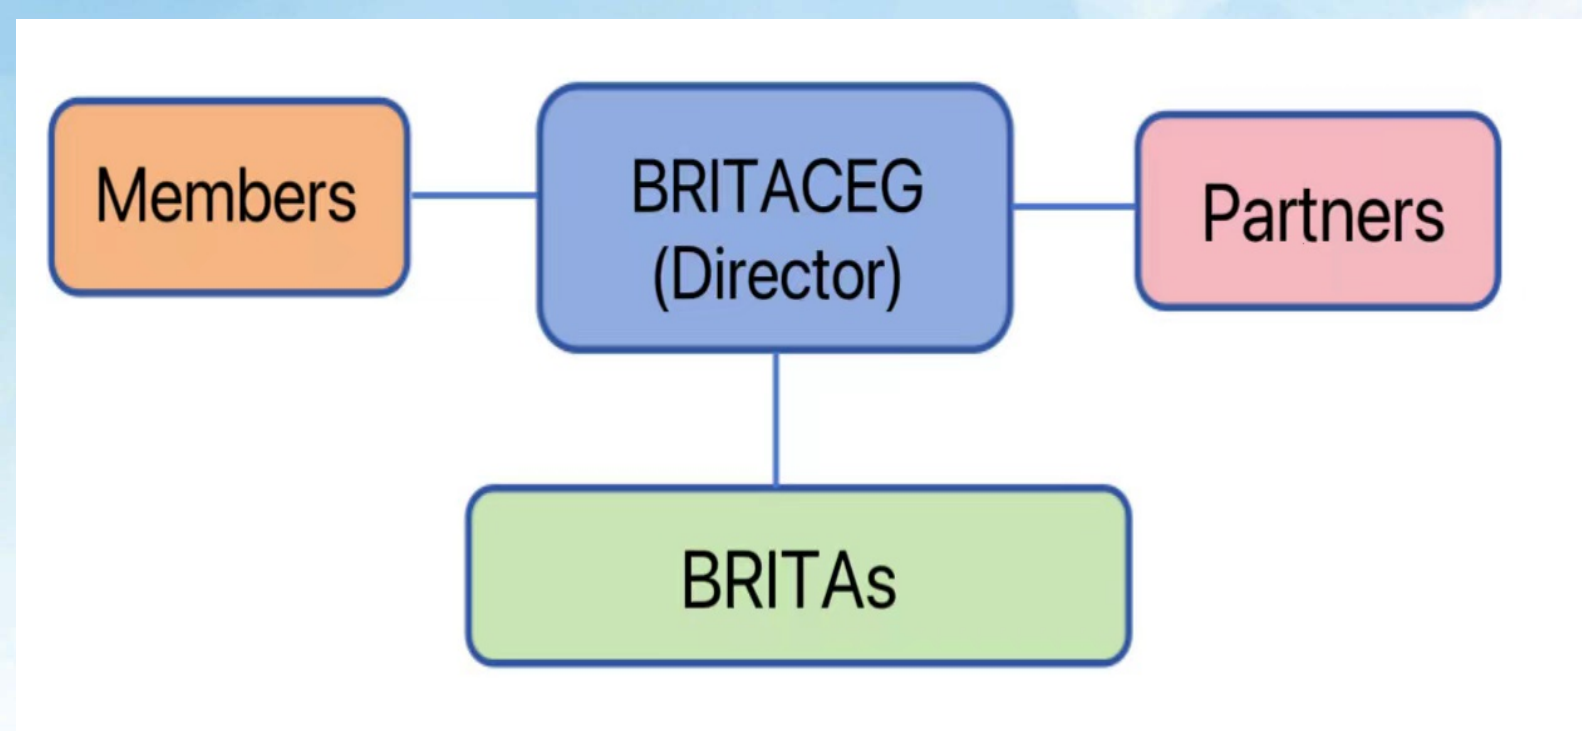 Members
BRITACEG
(Director)
Partners
BRITAs